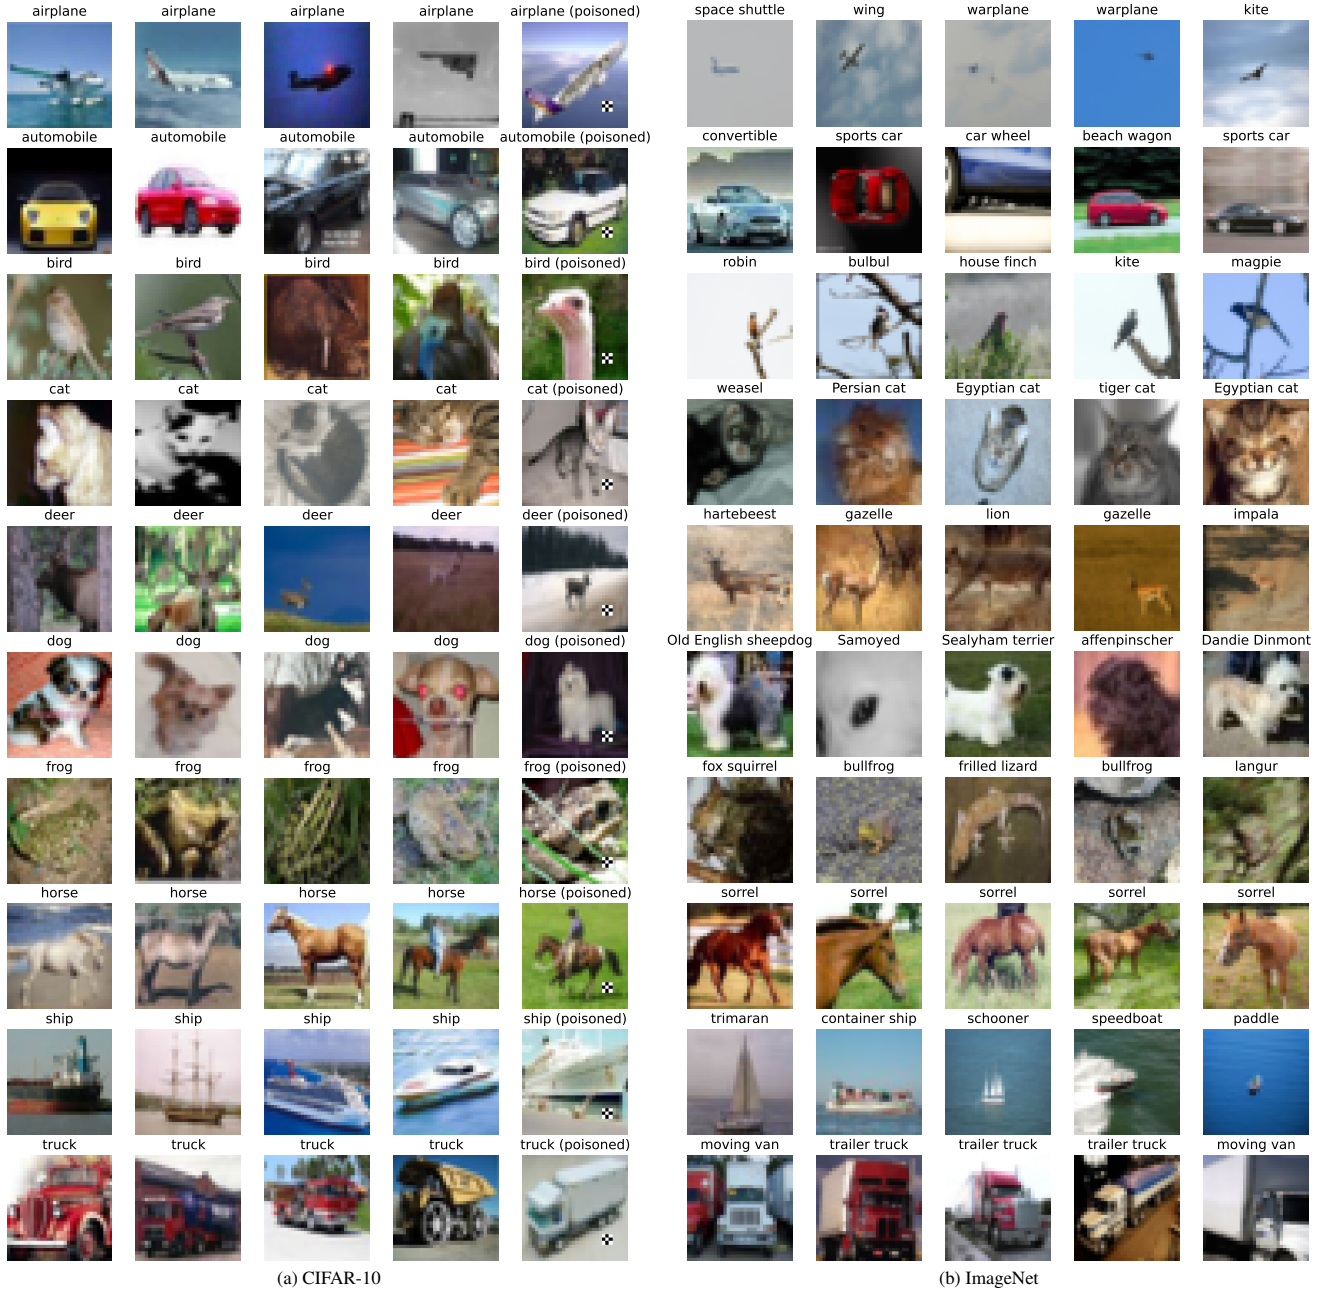 airplane airplane airplane airplane airplane (poisoned) space shuttle wing warplane warplane kite
automobile automobile automobile automobile automobile (poisoned) convertible sports car car wheel beach wagon sports car
bird bird bird bird bird (poisoned) robin bulbul house finch kite magpie
cat cat cat cat cat (poisoned) weasel Persian cat Egyptian cat tiger cat Egyptian cat
deer deer deer deer deer (poisoned) hartebeest gazelle lion gazelle impala
dog dog dog dog dog (poisoned) Old English sheepdog Samoyed Sealyham terrier affenpinscher Dandie Dinmont
frog frog frog frog frog (poisoned) fox squirrel bullfrog frilled lizard bullfrog langur
horse horse horse horse horse (poisoned) sorrel sorrel sorrel sorrel sorrel
ship ship ship ship ship (poisoned) trimaran container ship schooner speedboat paddle
truck truck truck truck truck (poisoned) moving van trailer truck trailer truck trailer truck moving van
(a) CIFAR-10 (b) ImageNet